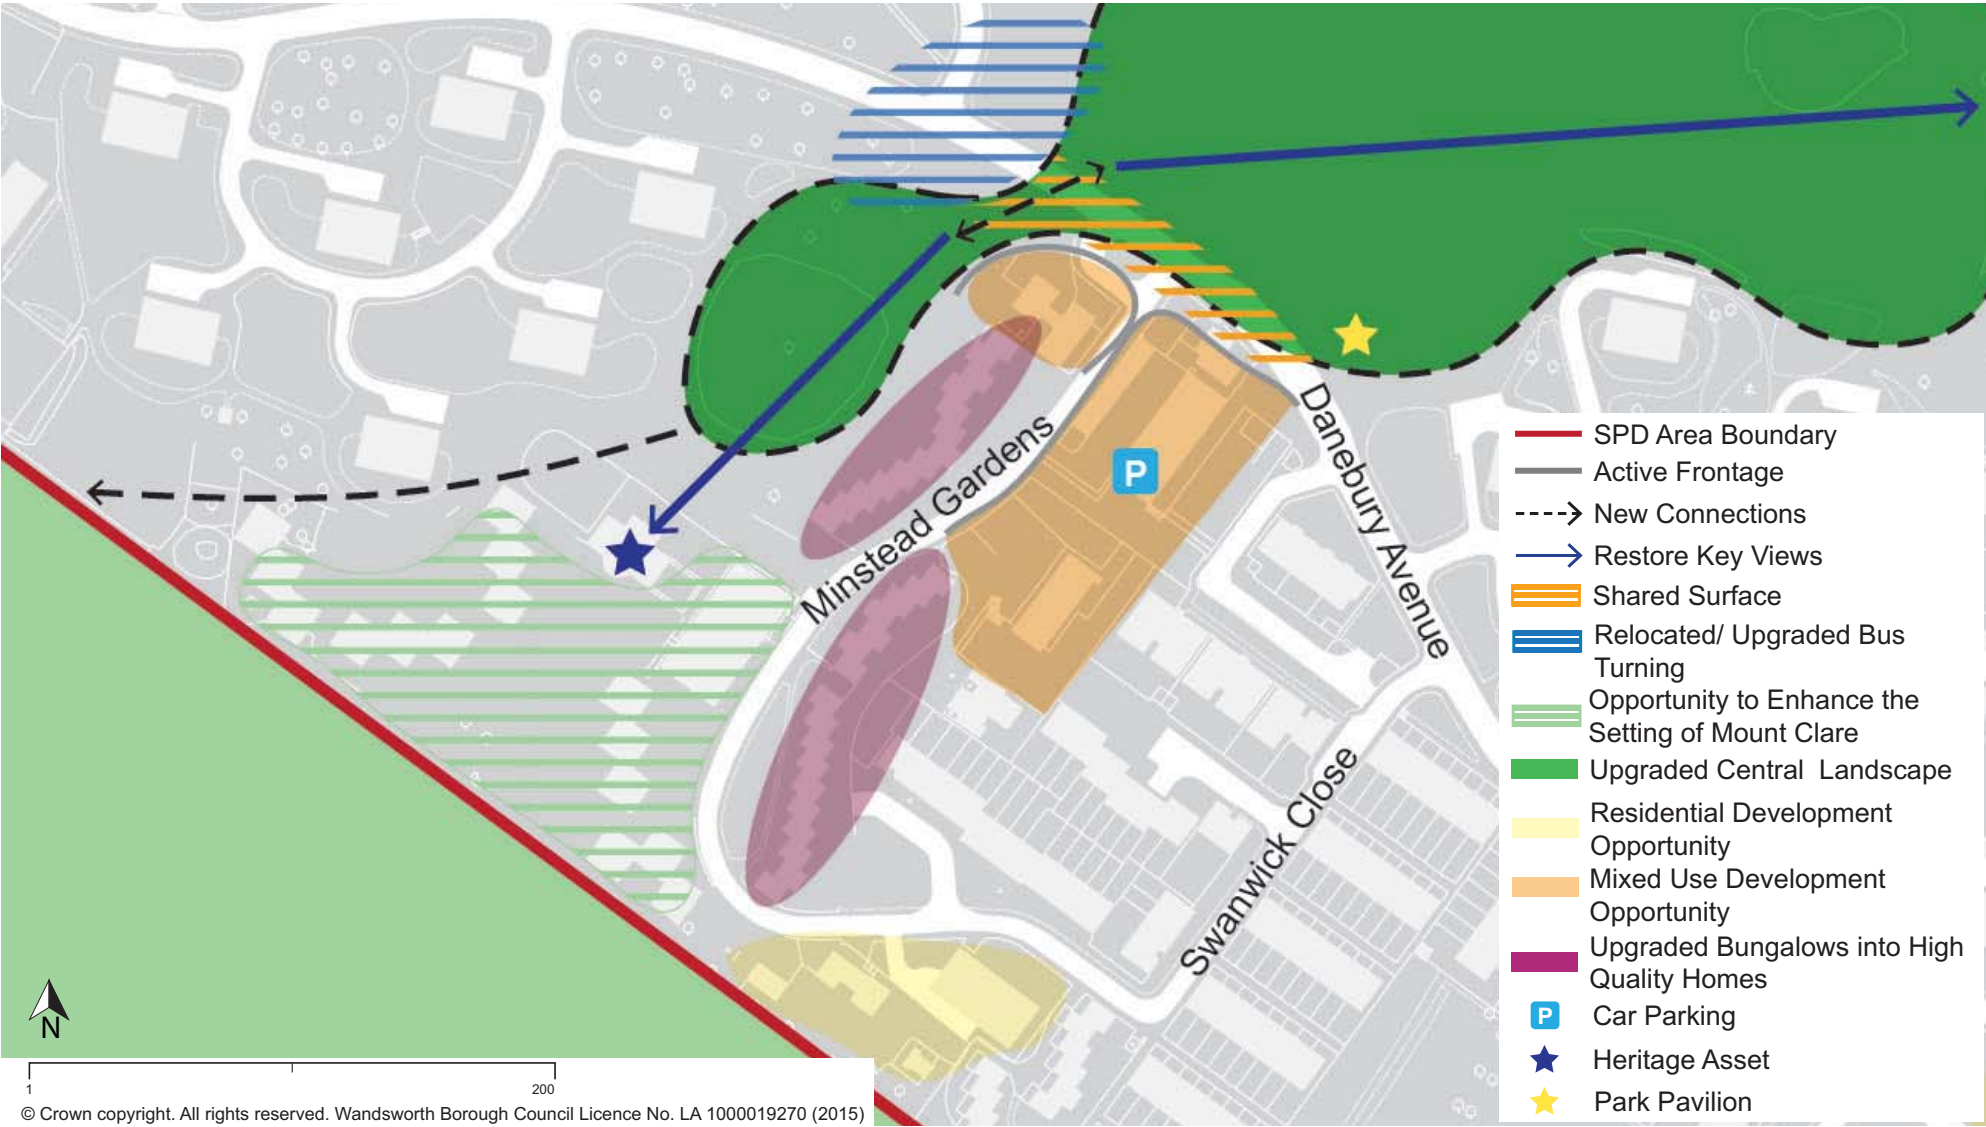 Minstead Gardens
Danebury Avenue
Swanwick Close
P
SPD Area Boundary
Active Frontage
New Connections
Restore Key Views
Shared Surface
Relocated/ Upgraded Bus
Turning
Opportunity to Enhance the
Setting of Mount Clare
Upgraded Central Landscape
Residential Development
Opportunity
Mixed Use Development
Opportunity
Upgraded Bungalows into High
Quality Homes
P Car Parking
Heritage Asset
Park Pavilion
N
1 200
© Crown copyright. All rights reserved. Wandsworth Borough Council Licence No. LA 1000019270 (2015)